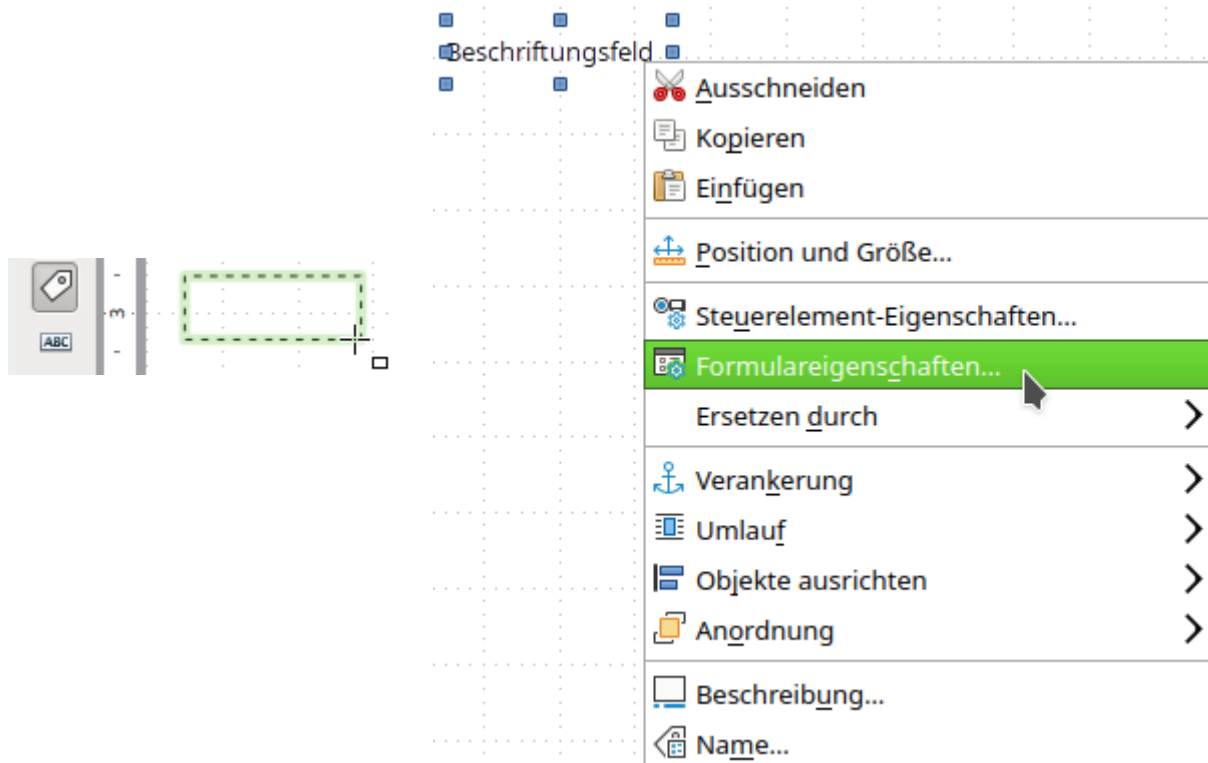 Beschriftungsfeld
Ausschneiden
Kopieren
Einfügen
Position und Größe...
Steuerelement-Eigenschaften...
Formulareigenschaften...
Ersetzen durch
Verankerung
Umlauf
Objekte ausrichten
Anordnung
Beschreibung...
Name...
3
ABC